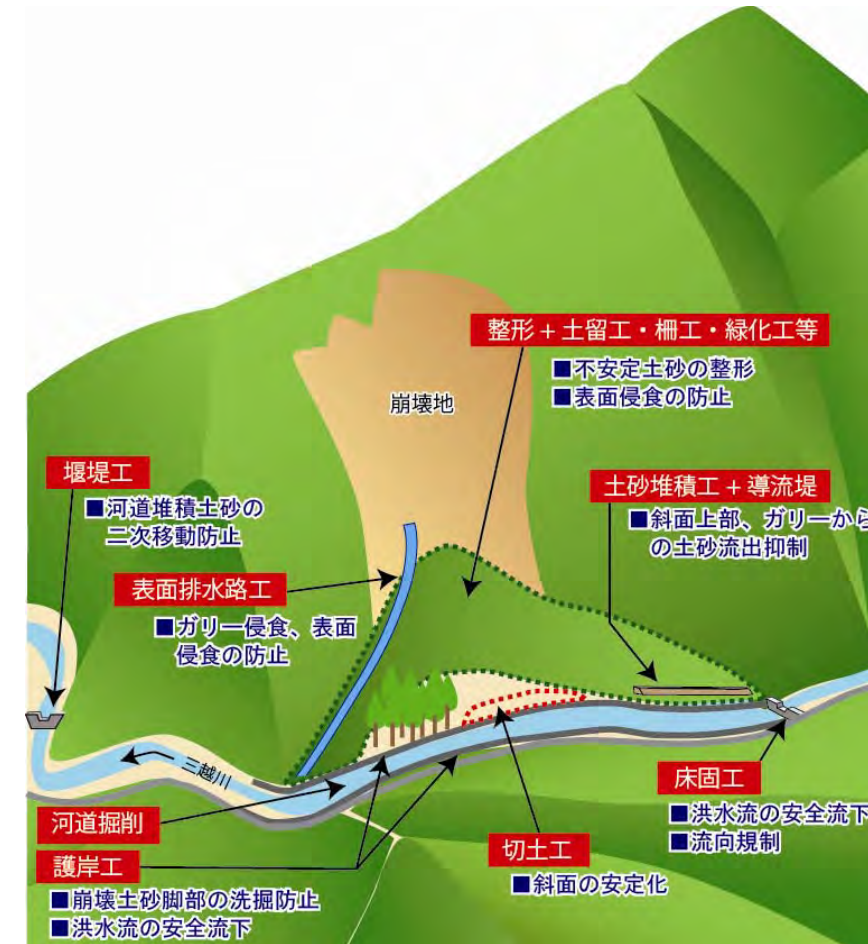 整形 + 土留工・柵工・緑化工等
■不安定土砂の整形
■表面侵食の防止
崩壊地
堰堤工
■河道堆積土砂の
二次移動防止
土砂堆積工 + 導流堤
■斜面上部、ガリーから
の土砂流出抑制
表面排水路工
■ガリー侵食、表面
侵食の防止
三越川
床固工
■洪水流の安全流下
■流向規制
河道掘削
護岸工
■崩壊土砂脚部の洗掘防止
■洪水流の安全流下
切土工
■斜面の安定化